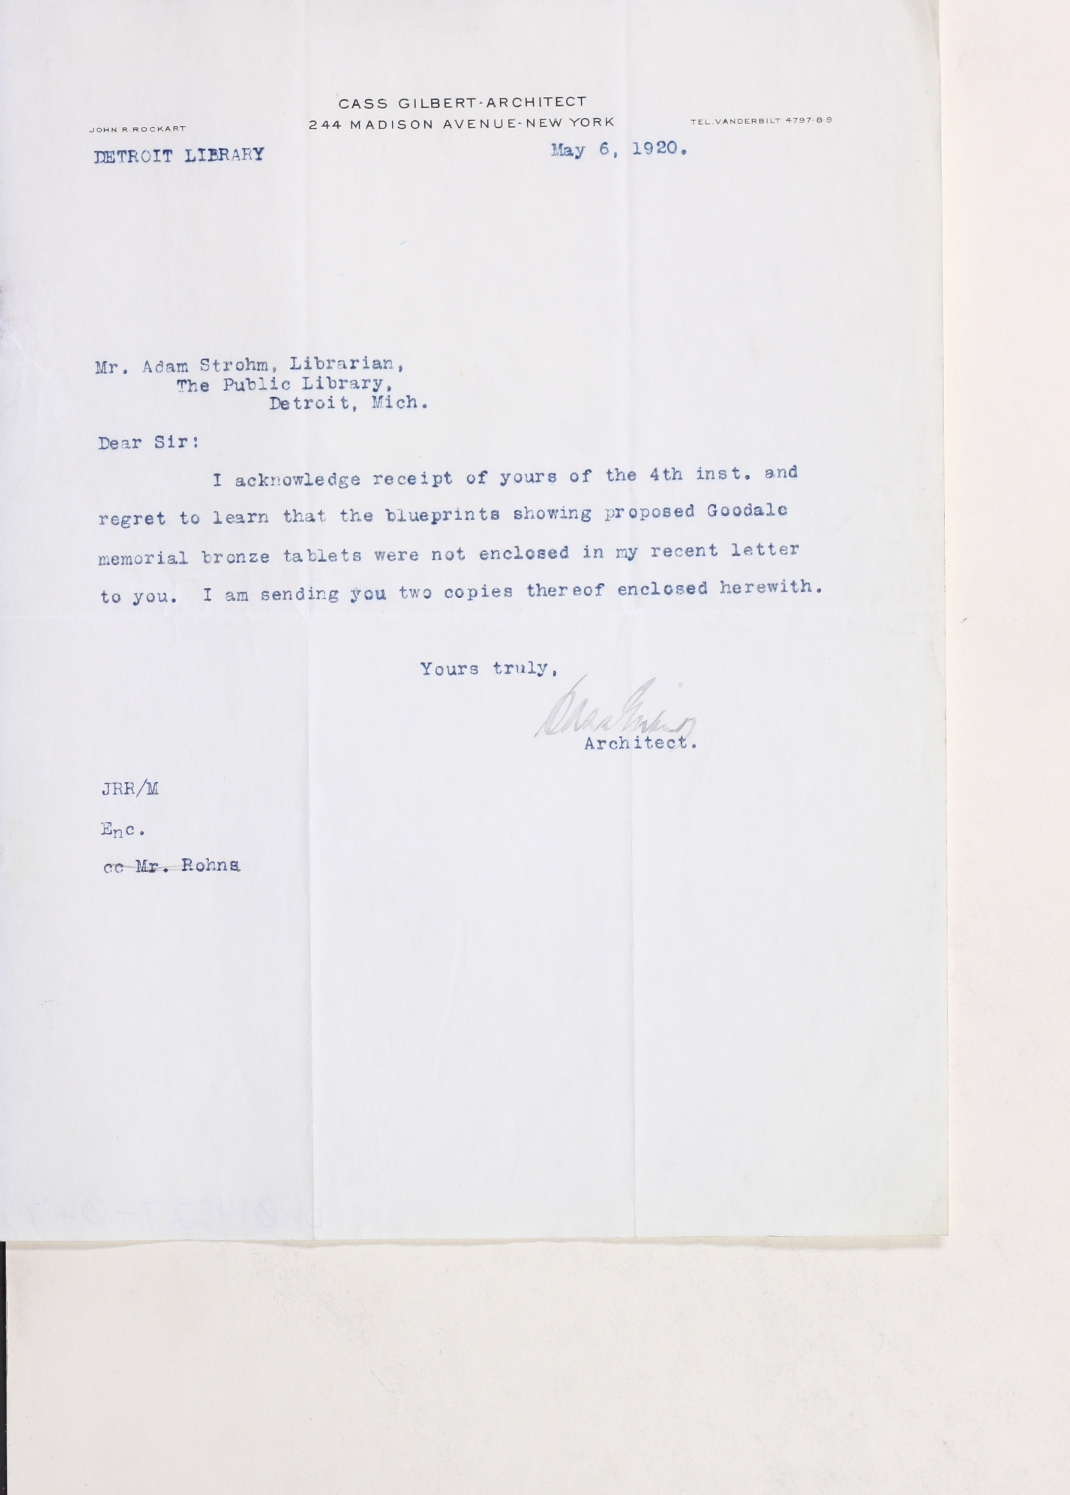 CASS GILBERT-ARCHITECT
244 MADISON AVENUE-NEW YORK
JOHN R. ROCKART
TEL. VANDERBILT 4797-8-9
DETROIT LIBRARY
May 6, 1920.
Mr. Adam Strohm, Librarian,
The Public Library,
Detroit, Mich.
Dear Sir:
I acknowledge receipt of yours of the 4th inst. and
regret to learn that the blueprints showing proposed Goodale
memorial bronze tablets were not enclosed in my recent letter
to you. I am sending you two copies thereof enclosed herewith.
Yours truly,
Cass Gilbert
Architect.
JRR/M
Enc.
cc Mr. Rohns